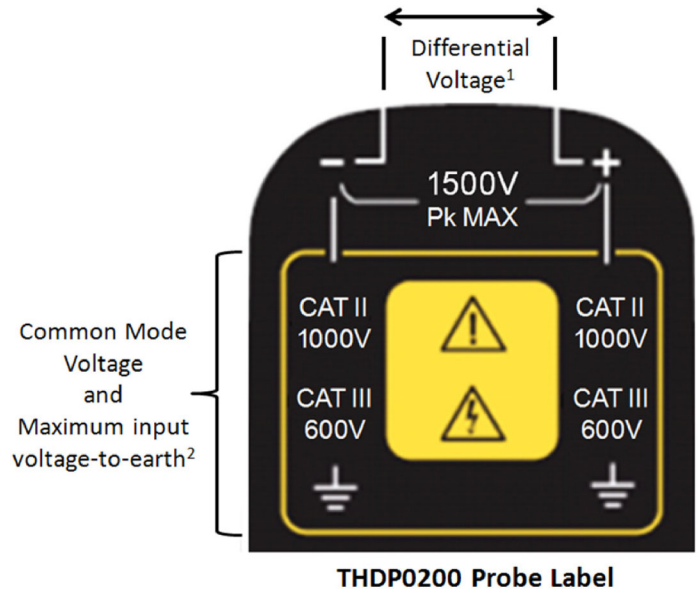 Differential
Voltage¹
- +
1500V
Pk MAX
CAT II
1000V
CAT III
600V
CAT II
1000V
CAT III
600V
Common Mode
Voltage
and
Maximum input
voltage-to-earth²
THDP0200 Probe Label